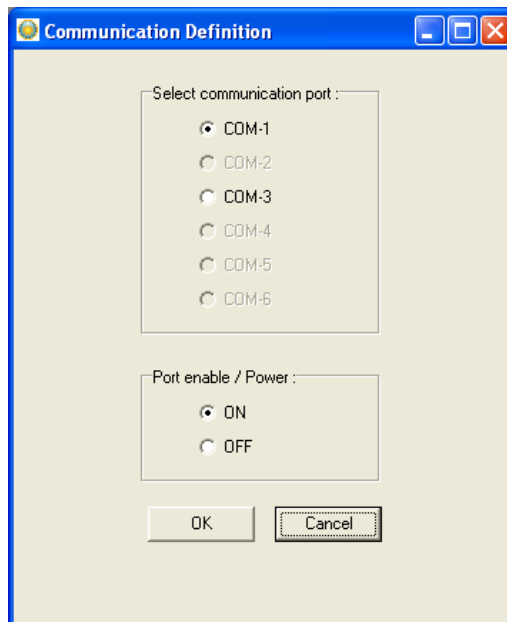 Communication Definition
Select communication port :
COM-1
COM-2
COM-3
COM-4
COM-5
COM-6
Port enable / Power :
ON
OFF
OK Cancel